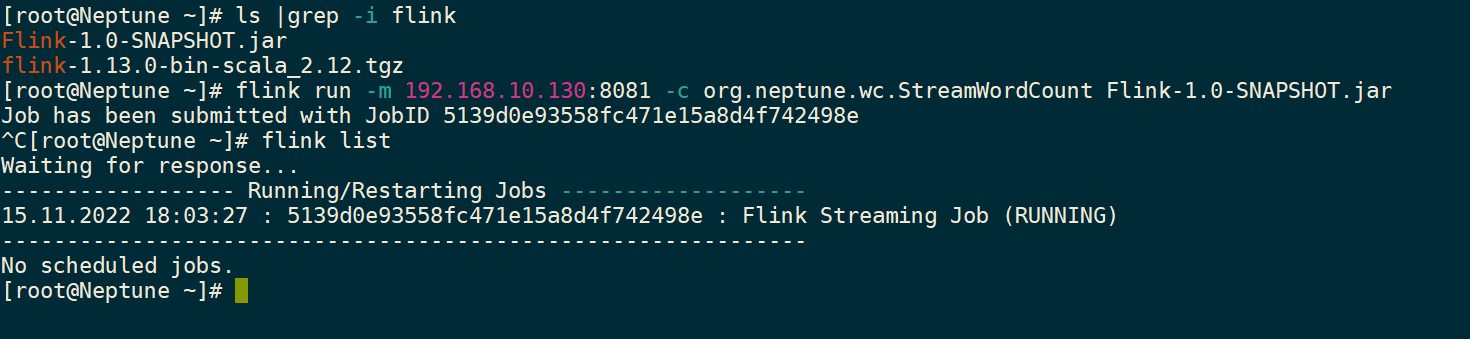 [root@Neptune ~]# ls |grep -i flink
Flink-1.0-SNAPSHOT.jar
flink-1.13.0-bin-scala_2.12.tgz
[root@Neptune ~]# flink run -m 192.168.10.130:8081 -c org.neptune.wc.StreamWordCount Flink-1.0-SNAPSHOT.jar
Job has been submitted with JobID 5139d0e93558fc471e15a8d4f742498e
^C[root@Neptune ~]# flink list
Waiting for response...
------------------ Running/Restarting Jobs -------------------
15.11.2022 18:03:27 : 5139d0e93558fc471e15a8d4f742498e : Flink Streaming Job (RUNNING)
--------------------------------------------------------------
No scheduled jobs.
[root@Neptune ~]#